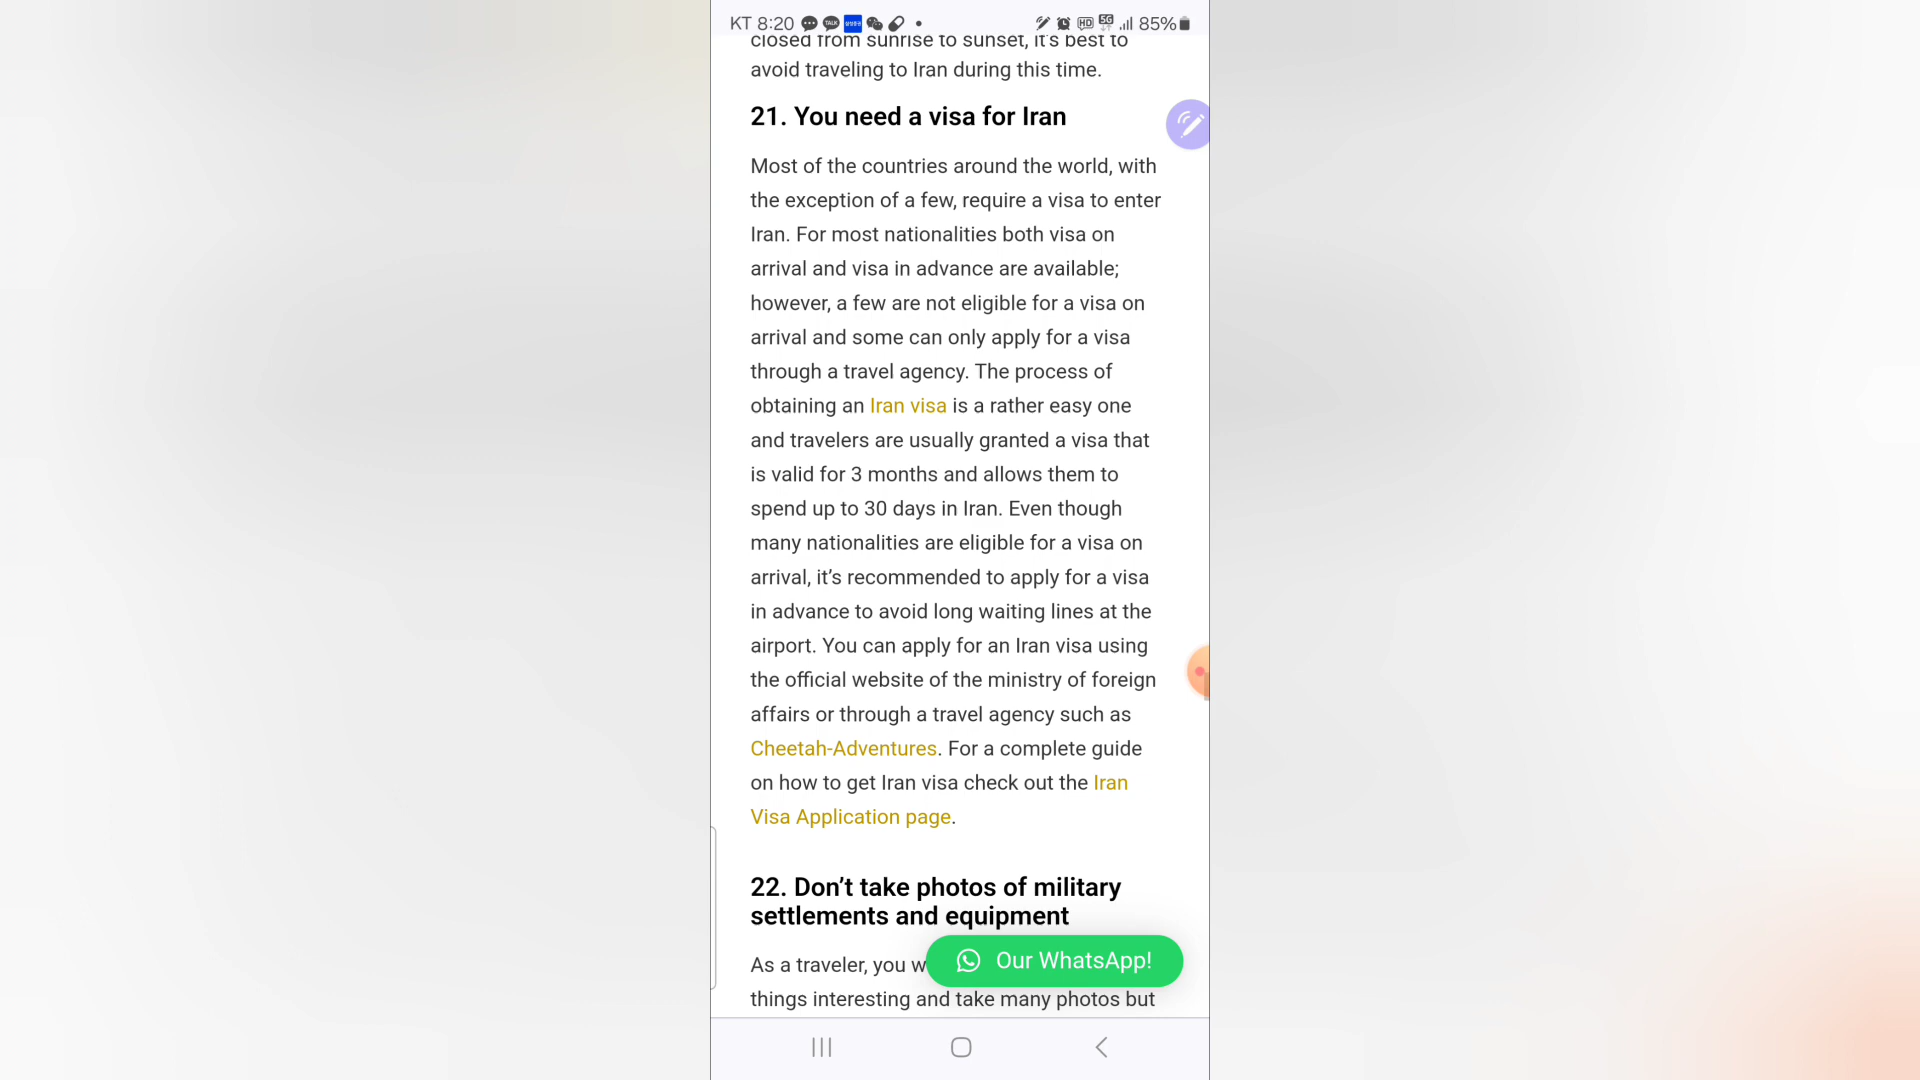 KT 8:20 85%
closed from sunrise to sunset, it's best to
avoid traveling to Iran during this time.
21. You need a visa for Iran
Most of the countries around the world, with
the exception of a few, require a visa to enter
Iran. For most nationalities both visa on
arrival and visa in advance are available;
however, a few are not eligible for a visa on
arrival and some can only apply for a visa
through a travel agency. The process of
obtaining an Iran visa is a rather easy one
and travelers are usually granted a visa that
is valid for 3 months and allows them to
spend up to 30 days in Iran. Even though
many nationalities are eligible for a visa on
arrival, it’s recommended to apply for a visa
in advance to avoid long waiting lines at the
airport. You can apply for an Iran visa using
the official website of the ministry of foreign
affairs or through a travel agency such as
Cheetah-Adventures. For a complete guide
on how to get Iran visa check out the Iran
Visa Application page.
22. Don’t take photos of military
settlements and equipment
As a traveler, you w
Our WhatsApp!
things interesting and take many photos but